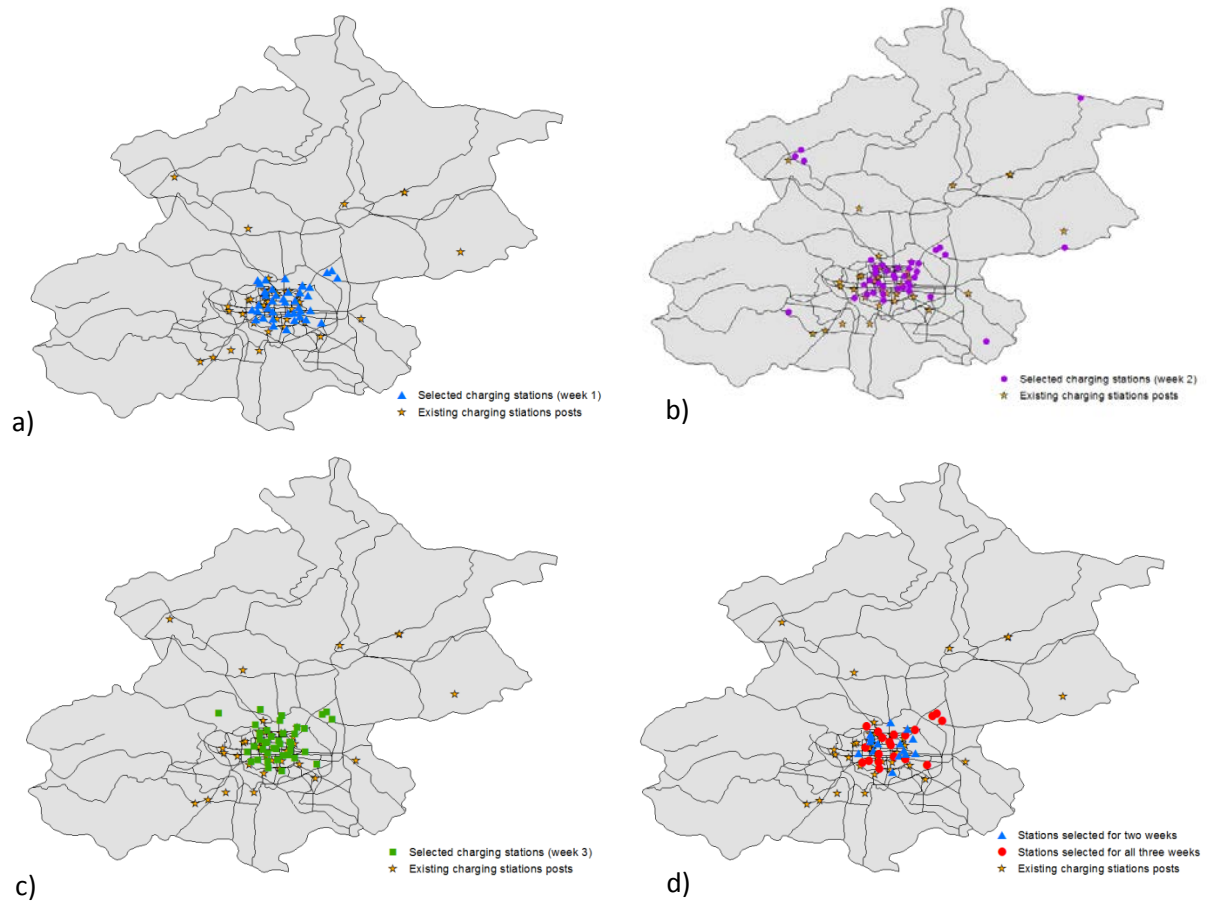 Selected charging stations (week 1)
Existing charging stiations posts
a)
Selected charging stations (week 2)
Existing charging stiations posts
b)
Selected charging stations (week 3)
Existing charging stiations posts
c)
Stations selected for two weeks
Stations selected for all three weeks
Existing charging stiations posts
d)